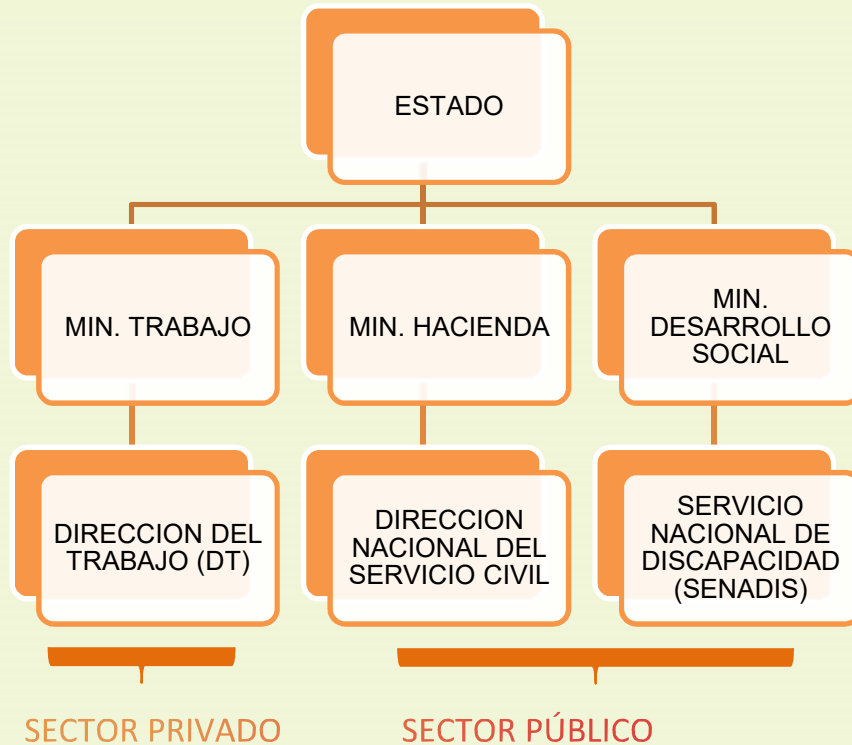 ESTADO
MIN. TRABAJO
MIN. HACIENDA
MIN.
DESARROLLO
SOCIAL
DIRECCION DEL
TRABAJO (DT)
DIRECCION
NACIONAL DEL
SERVICIO CIVIL
SERVICIO
NACIONAL DE
DISCAPACIDAD
(SENADIS)
SECTOR PRIVADO
SECTOR PÚBLICO